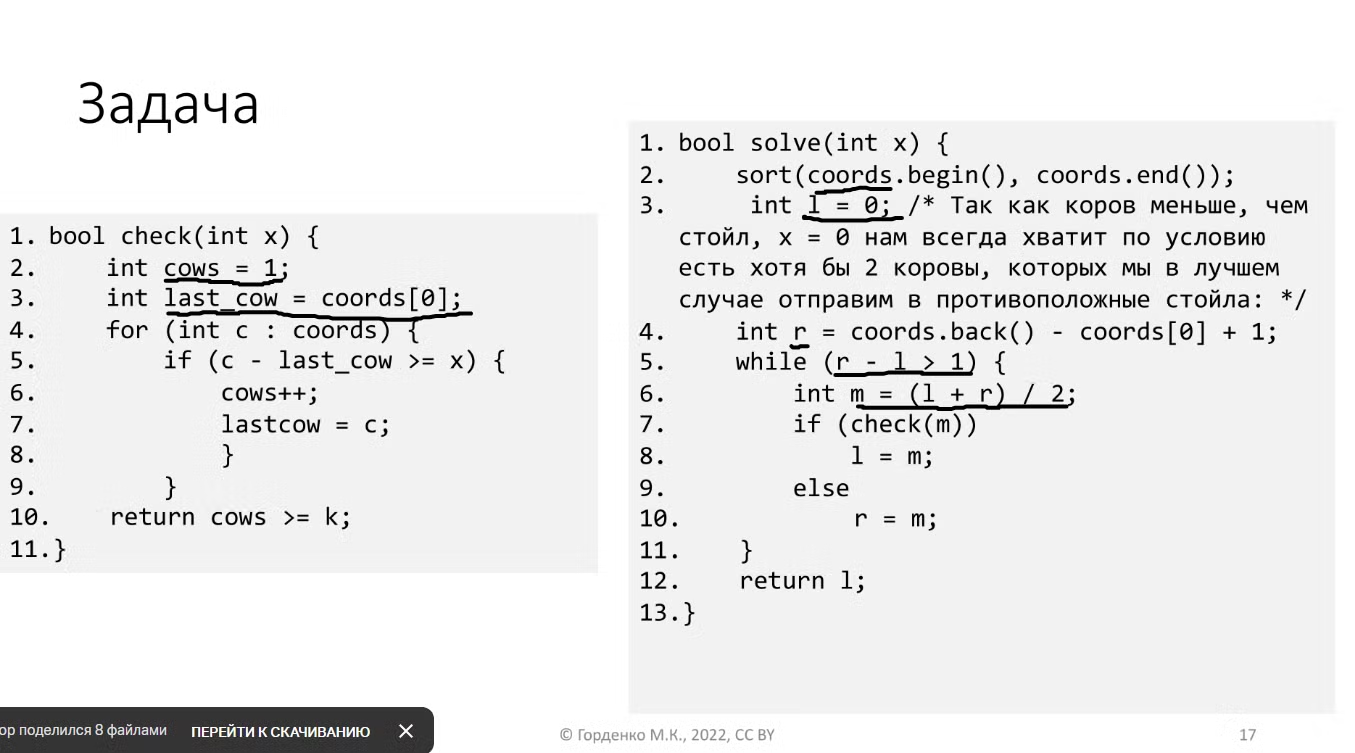 Задача
1. bool check(int x) {
2. int cows = 1;
3. int last_cow = coords[0];
4. for (int c : coords) {
5. if (c - last_cow >= x) {
6. cows++;
7. lastcow = c;
8. }
9. }
10. return cows >= k;
11.}
1. bool solve(int x) {
2. sort(coords.begin(), coords.end());
3. int l = 0; /* Так как коров меньше, чем
стойл, x = 0 нам всегда хватит по условию
есть хотя бы 2 коровы, которых мы в лучшем
случае отправим в противоположные стойла: */
4. int r = coords.back() - coords[0] + 1;
5. while (r - l > 1) {
6. int m = (l + r) / 2;
7. if (check(m))
8. l = m;
9. else
10. r = m;
11. }
12. return l;
13.}
ор поделился 8 файлами ПЕРЕЙТИ К СКАЧИВАНИЮ
© Горденко М.К., 2022, CC BY
17